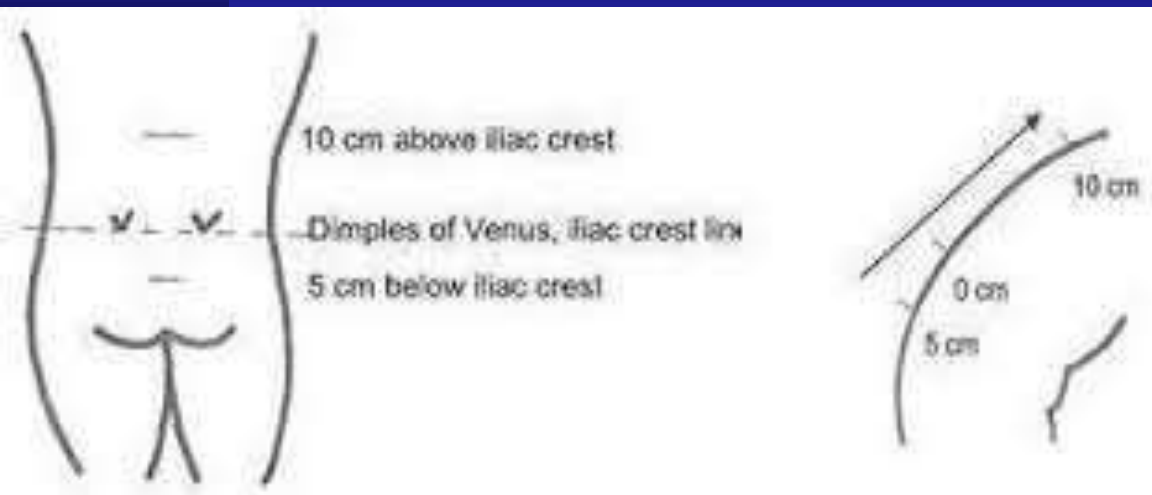 10 cm above iliac crest
Dimples of Venus, iliac crest line
5 cm below iliac crest
10 cm
0 cm
5 cm